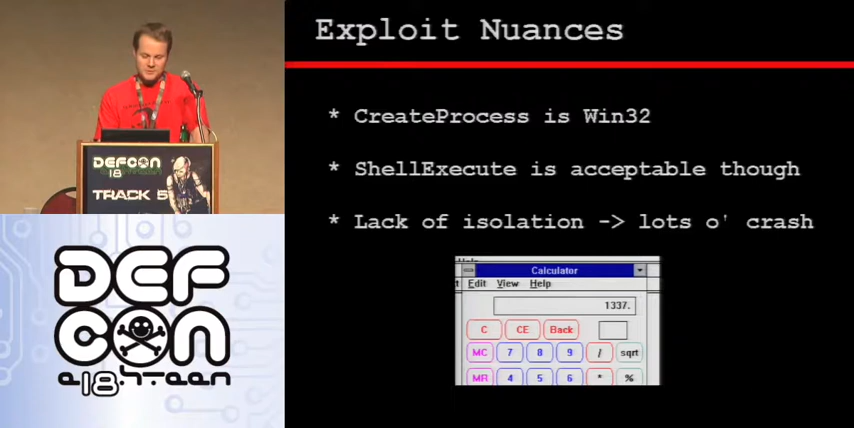 Exploit Nuances
* CreateProcess is Win32
* ShellExecute is acceptable though
* Lack of isolation -> lots o' crash
Calculator
Edit View Help
1337.
C CE Back
MC 7 8 9 / sqrt
MR 4 5 6 * %
DEFCON
18
TRACK 5
DEF
CON
e18hteen